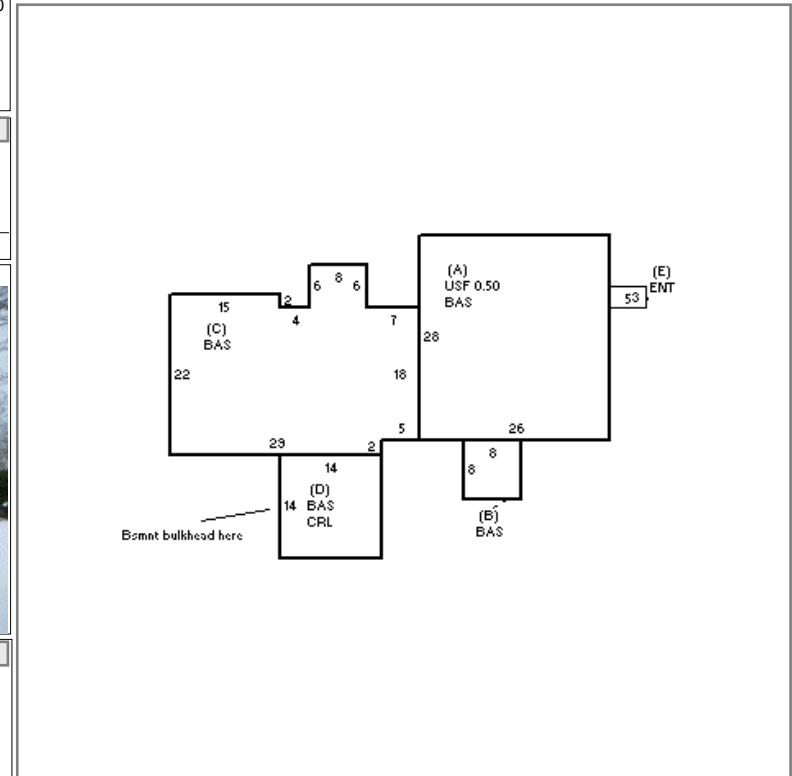 (A)
USF 0.50
BAS
(E)
ENT
53
8
6 6
2
15
4
7
(C)
BAS
28
22
18
5
26
29
2
8
14
8
(D)
14 BAS
CRL
(B)
BAS
Bsmnt bulkhead here